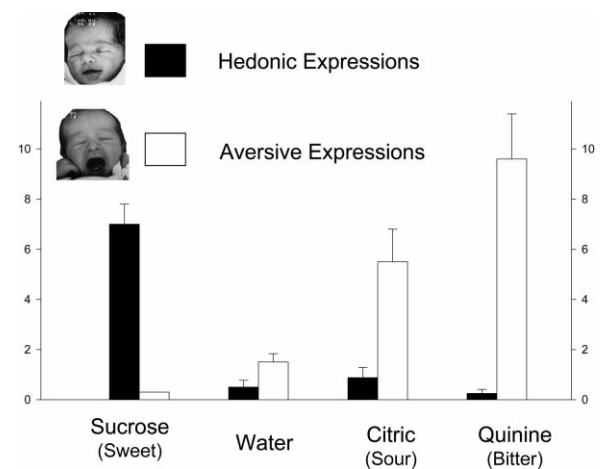 Hedonic Expressions
Aversive Expressions
10 10
8 8
6 6
4 4
2 2
0 0
Sucrose Water Citric Quinine
(Sweet) (Sour) (Bitter)